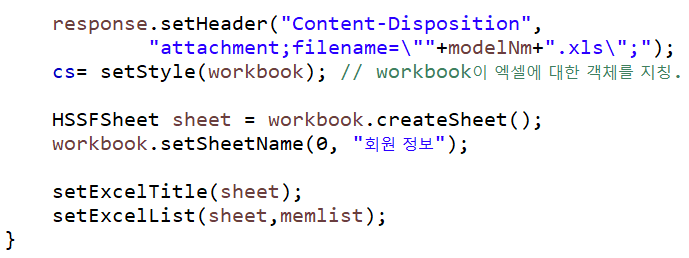 response.setHeader("Content-Disposition",
"attachment;filename=\""+modelNm+".xls\";");
cs= setStyle(workbook); // workbook이 엑셀에 대한 객체를 지칭.
HSSFSheet sheet = workbook.createSheet();
workbook.setSheetName(0, "회원 정보");
setExcelTitle(sheet);
setExcelList(sheet,memlist);
}